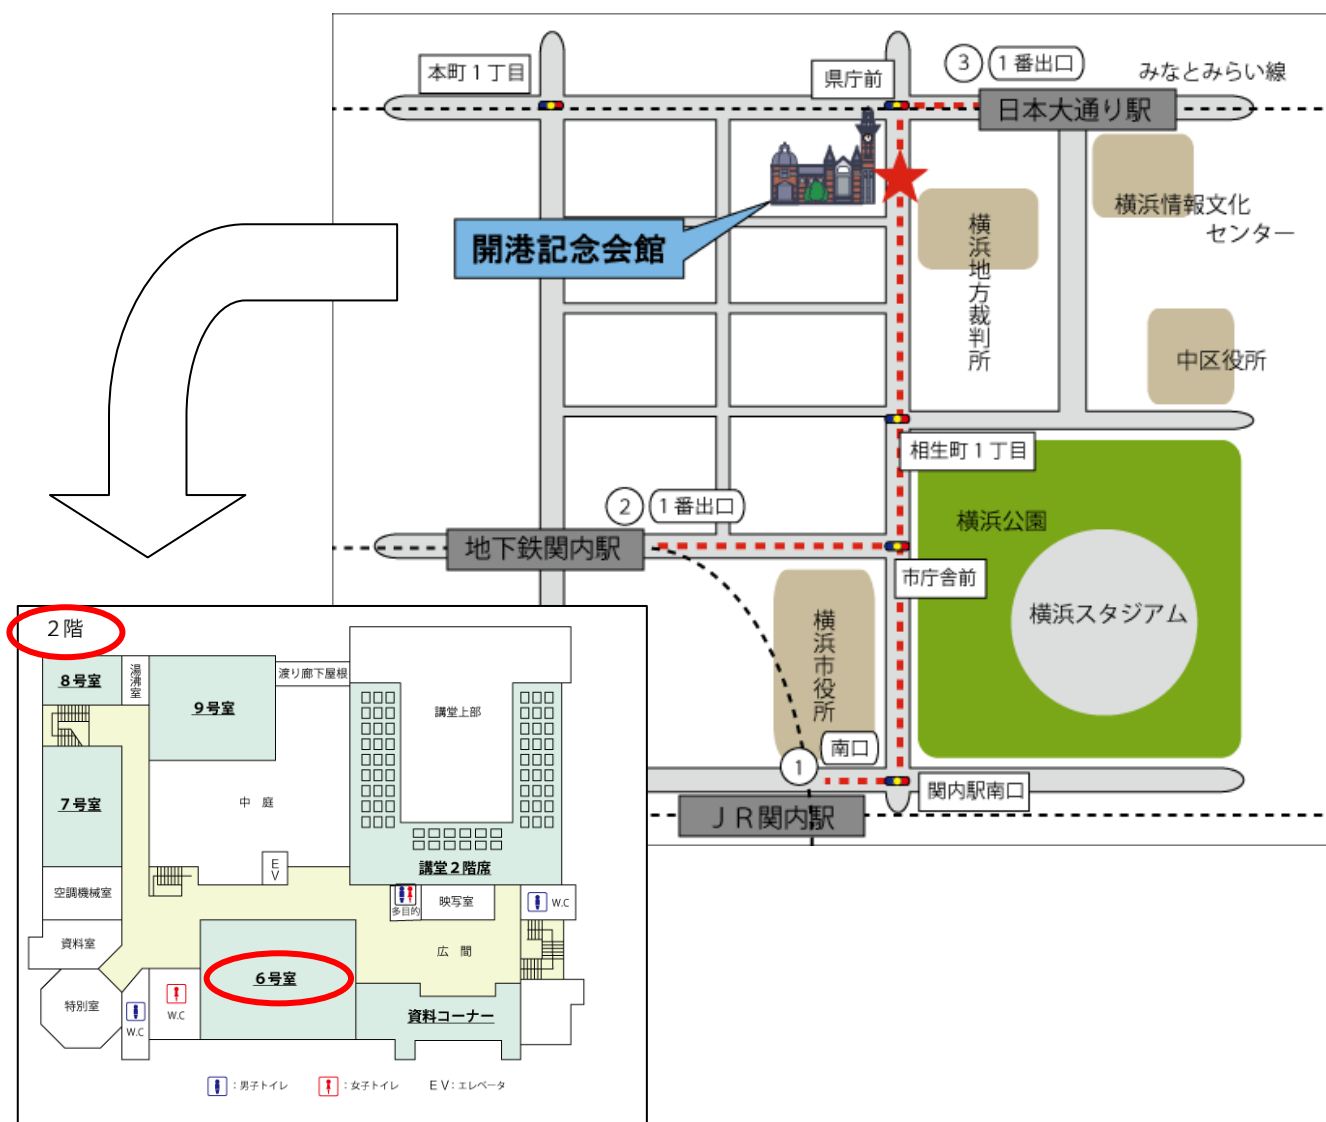 本町１丁目
県庁前
③
１番出口
みなとみらい線
日本大通り駅
横浜情報文化
センター
開港記念会館
横浜地方裁判所
中区役所
相生町１丁目
②
１番出口
横浜公園
地下鉄関内駅
市庁舎前
横浜スタジアム
横浜市役所
南口
①
関内駅南口
ＪＲ関内駅
２階
８号室
湯沸室
９号室
渡り廊下屋根
講堂上部
７号室
中　庭
EV
講堂２階席
空調機械室
多目的
映写室
W.C
資料室
広　間
６号室
特別室
W.C
W.C
資料コーナー
：男子トイレ
：女子トイレ
ＥＶ：エレベータ